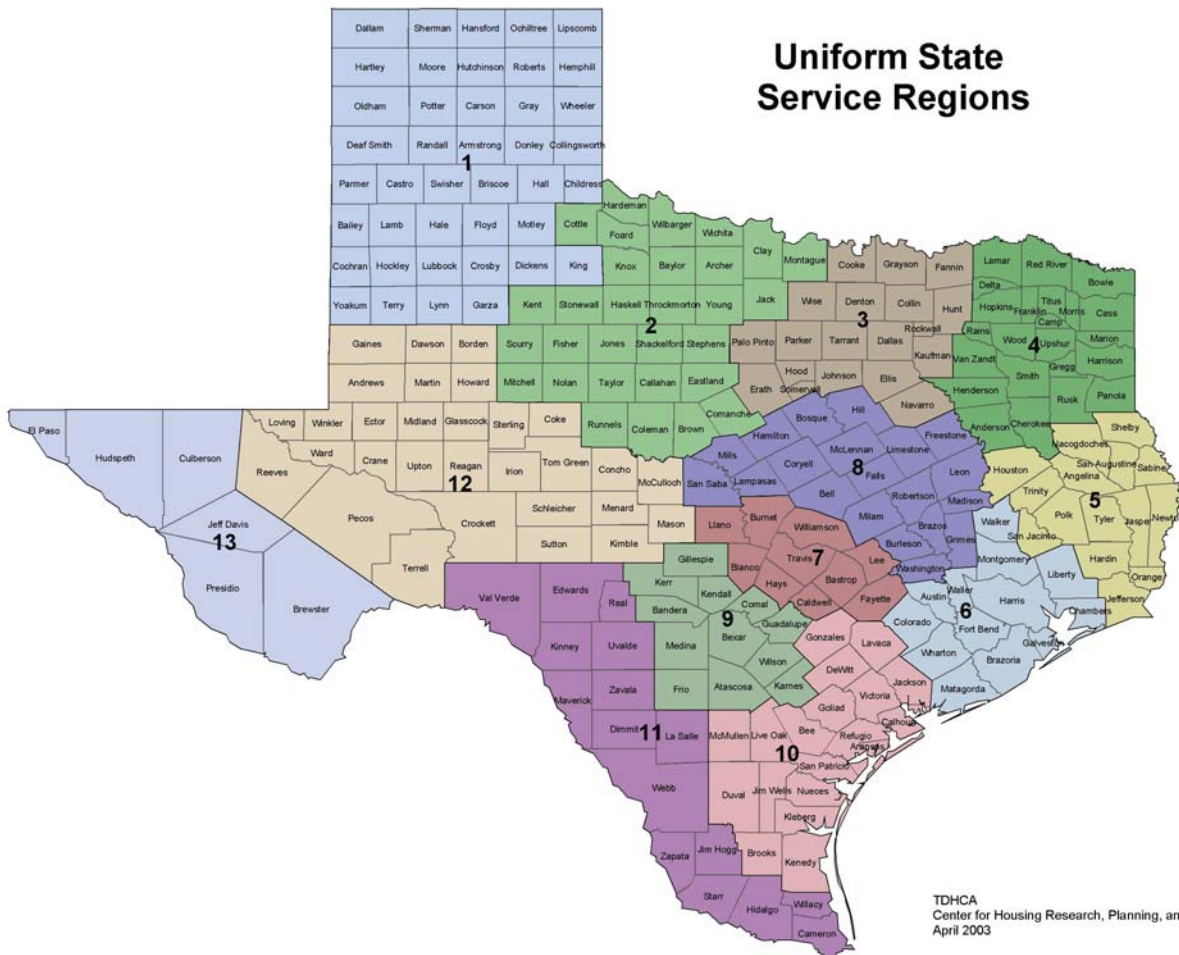 Uniform State
Service Regions
Dallam Sherman Hansford Ochiltree Lipscomb
Hartley Moore Hutchinson Roberts Hemphill
Oldham Potter Carson Gray Wheeler
Deaf Smith Randall Armstrong Donley Collingsworth
1
Parmer Castro Swisher Briscoe Hall Childress
Bailey Lamb Hale Floyd Motley Cottle Hardeman Foard Wilbarger Wichita Clay Montague Cooke Grayson Fannin Lamar Red River Bowie
Cochran Hockley Lubbock Crosby Dickens King Knox Baylor Archer Jack Wise Denton Collin Hunt Delta Hopkins Franklin Titus Morris Cass
Yoakum Terry Lynn Garza Kent Stonewall Haskell Throckmorton Young
2
3
4
Camp Rockwall Rains Wood Upshur Marion
Gaines Dawson Borden Scurry Fisher Jones Shackelford Stephens Palo Pinto Parker Tarrant Dallas Kaufman Van Zandt Gregg Harrison
Andrews Martin Howard Mitchell Nolan Taylor Callahan Eastland Erath Hood Somervell Johnson Ellis Navarro Henderson Smith Rusk Panola
El Paso Hudspeth Culberson Loving Winkler Ector Midland Glasscock Sterling Coke Runnels Coleman Brown Comanche Bosque Hill Anderson Cherokee Shelby
Reeves Ward Crane Upton Reagan Irion Tom Green Concho McCulloch Mills Hamilton McLennan Limestone Freestone Nacogdoches San Augustine Sabine
12
8
5
San Saba Lampasas Coryell Falls Leon Houston Angelina
Jeff Davis Pecos Crockett Schleicher Menard Mason Bell Robertson Madison Trinity Polk Tyler Jasper Newton
13
Llano Burnet Williamson Milam Brazos Grimes Walker San Jacinto
Presidio Brewster Terrell Sutton Kimble Gillespie Blanco Travis Lee Burleson Washington Montgomery Liberty Hardin Orange
7
Val Verde Edwards Real Kerr Kendall Hays Bastrop Caldwell Fayette Austin Waller Harris Chambers Jefferson
6
9
Kinney Uvalde Bandera Medina Bexar Comal Guadalupe Gonzales Lavaca Colorado Fort Bend Galveston
Maverick Zavala Frio Atascosa Wilson Karnes DeWitt Jackson Wharton Brazoria Matagorda
Dimmit La Salle McMullen Live Oak Bee Goliad Victoria Calhoun Refugio Aransas
11
10
San Patricio
Webb Duval Jim Wells Nueces Kleberg
Zapata Jim Hogg Brooks Kenedy
Starr Hidalgo Willacy
Cameron
TDHCA
Center for Housing Research, Planning, an
April 2003